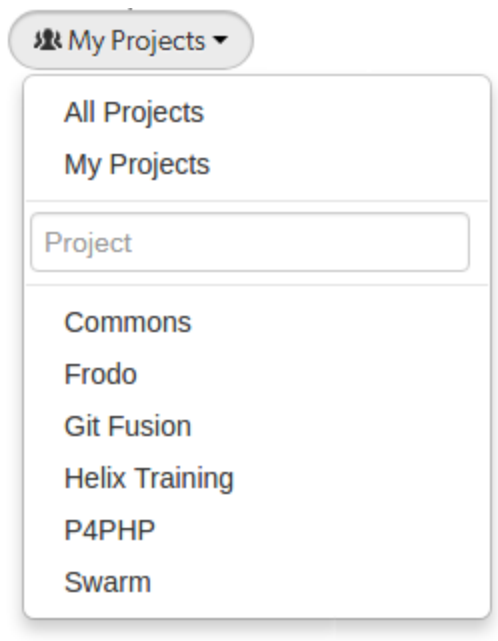 My Projects
All Projects
My Projects
Project
Commons
Frodo
Git Fusion
Helix Training
P4PHP
Swarm